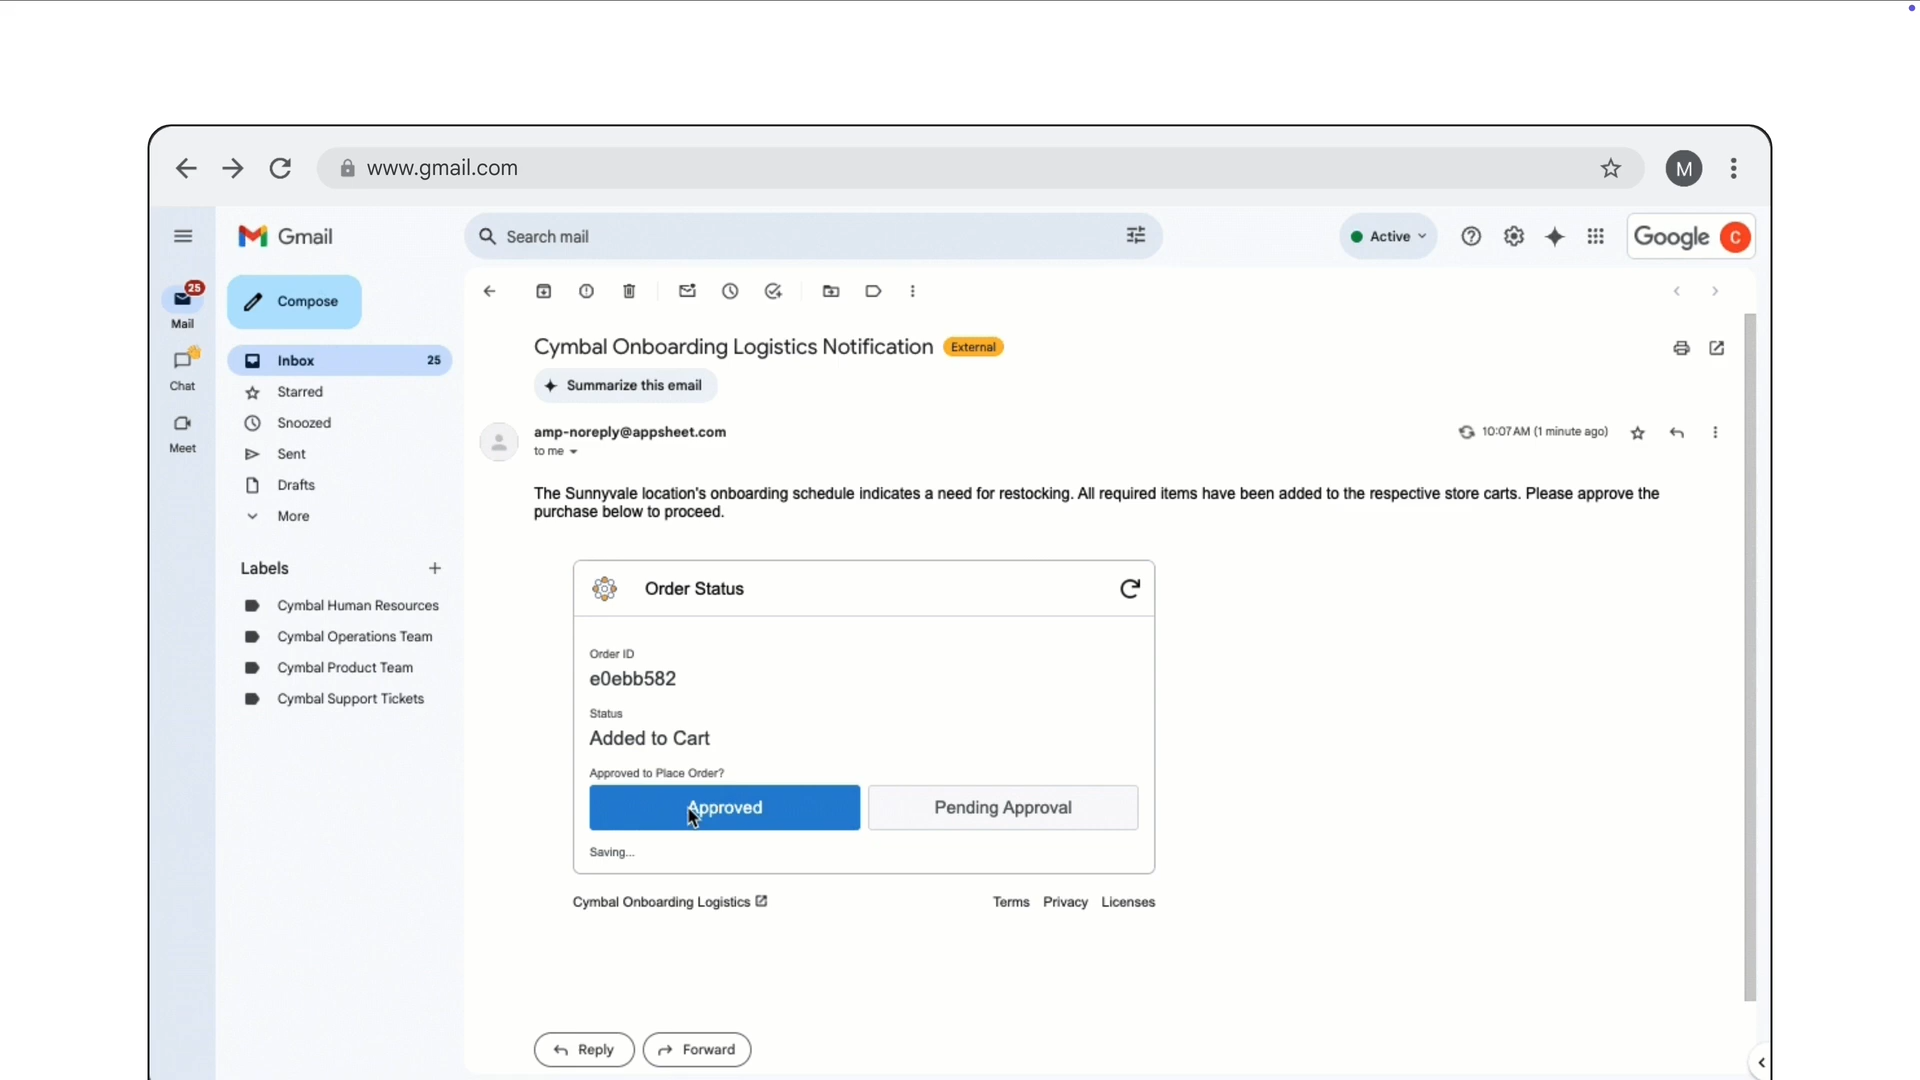 www.gmail.com
M
Gmail
Search mail
Active
Google
C
25
Mail
Chat
Meet
Compose
Inbox 25
Starred
Snoozed
Sent
Drafts
More
Labels
Cymbal Human Resources
Cymbal Operations Team
Cymbal Product Team
Cymbal Support Tickets
Cymbal Onboarding Logistics Notification External
Summarize this email
amp-noreply@appsheet.com
10:07 AM (1 minute ago)
to me
The Sunnyvale location's onboarding schedule indicates a need for restocking. All required items have been added to the respective store carts. Please approve the
purchase below to proceed.
Order Status
Order ID
e0ebb582
Status
Added to Cart
Approved to Place Order?
Approved Pending Approval
Saving...
Cymbal Onboarding Logistics Terms Privacy Licenses
Reply Forward